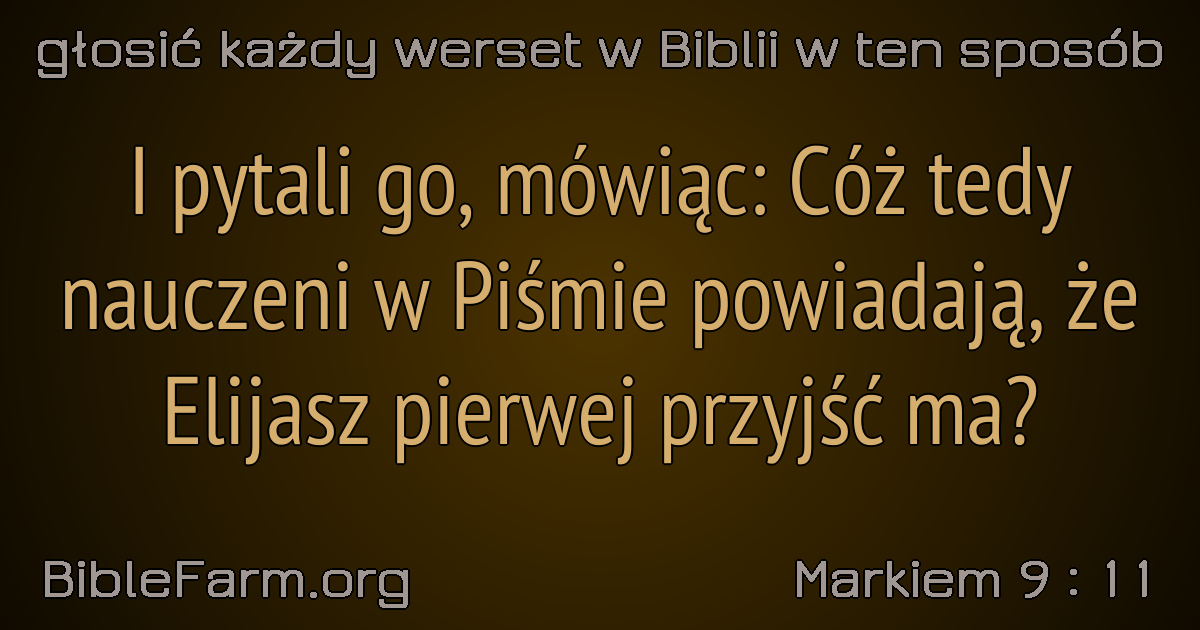 głosić każdy werset w Biblii w ten sposób
I pytali go, mówiąc: Cóż tedy
nauczeni w Piśmie powiadają, że
Elijasz pierwej przyjść ma?
BibleFarm.org
Markiem 9 : 11